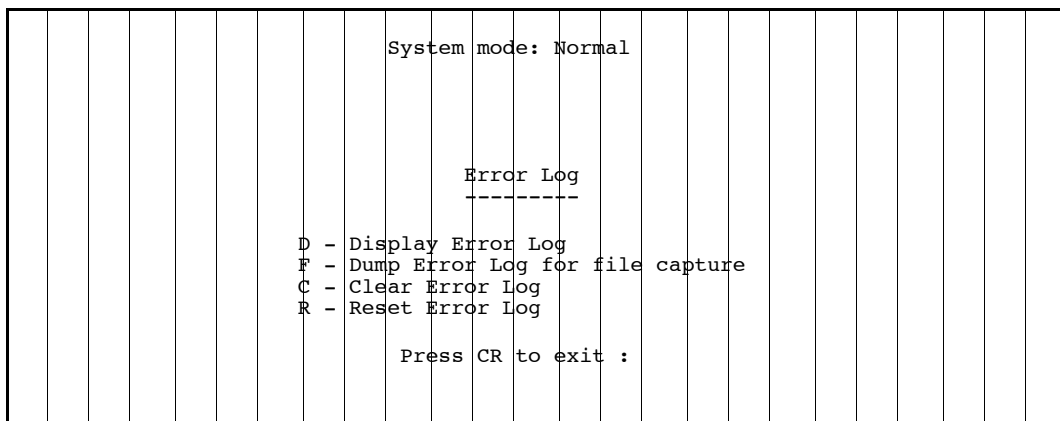 System mode: Normal
Error Log
---------
D - Display Error Log
F - Dump Error Log for file capture
C - Clear Error Log
R - Reset Error Log
Press CR to exit :